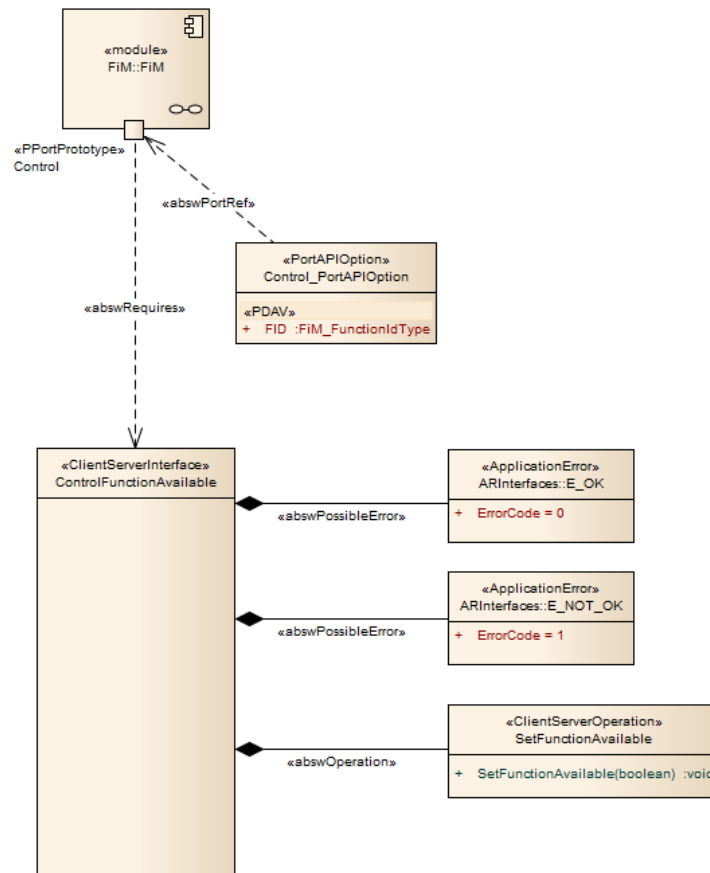 «module»
FiM::FiM
«PPortPrototype»
Control
«abswPortRef»
«PortAPIOption»
Control_PortAPIOption
«PDAV»
+ FID :FiM_FunctionIdType
«abswRequires»
«ClientServerInterface»
ControlFunctionAvailable
«ApplicationError»
ARInterfaces::E_OK
+ ErrorCode = 0
«abswPossibleError»
«ApplicationError»
ARInterfaces::E_NOT_OK
+ ErrorCode = 1
«abswPossibleError»
«ClientServerOperation»
SetFunctionAvailable
+ SetFunctionAvailable(boolean) :void
«abswOperation»